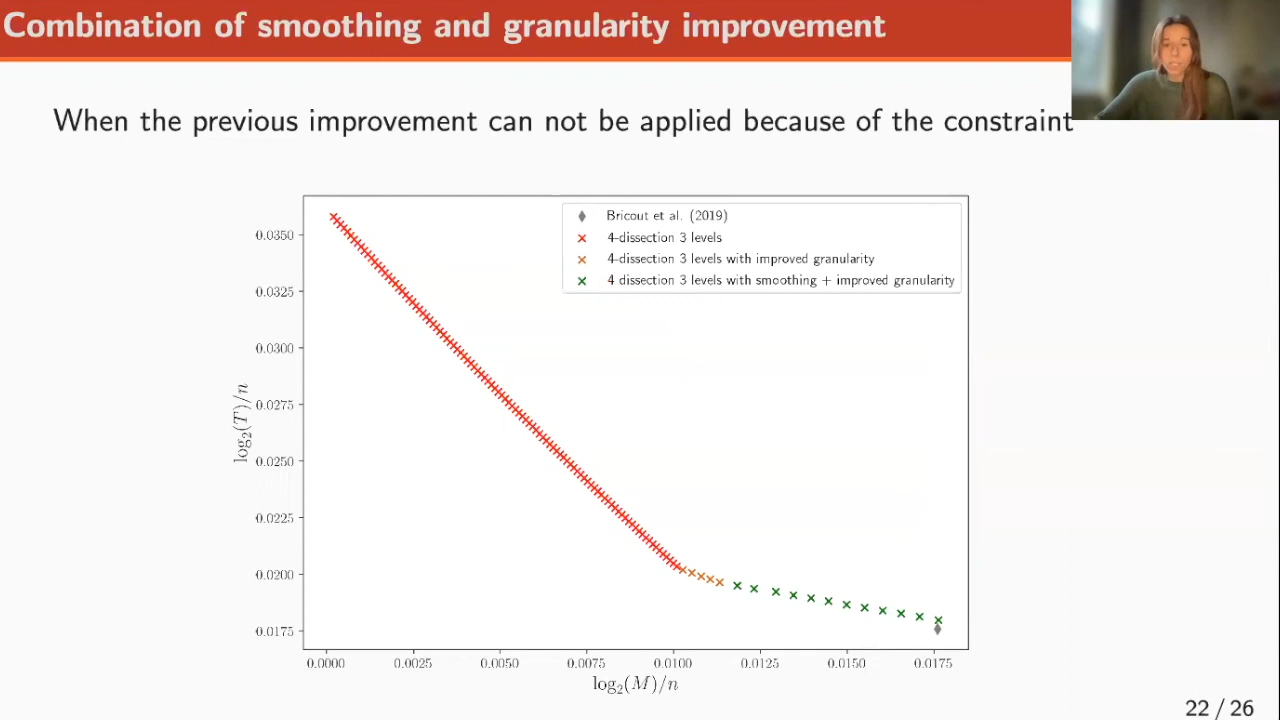 Combination of smoothing and granularity improvement
When the previous improvement can not be applied because of the constraint
Bricout et al. (2019)
4-dissection 3 levels
4-dissection 3 levels with improved granularity
4 dissection 3 levels with smoothing + improved granularity
0.0350
0.0325
0.0300
0.0275
0.0250
0.0225
0.0200
0.0175
log₂(T)/n
0.0000 0.0025 0.0050 0.0075 0.0100 0.0125 0.0150 0.0175
log₂(M)/n
22 / 26